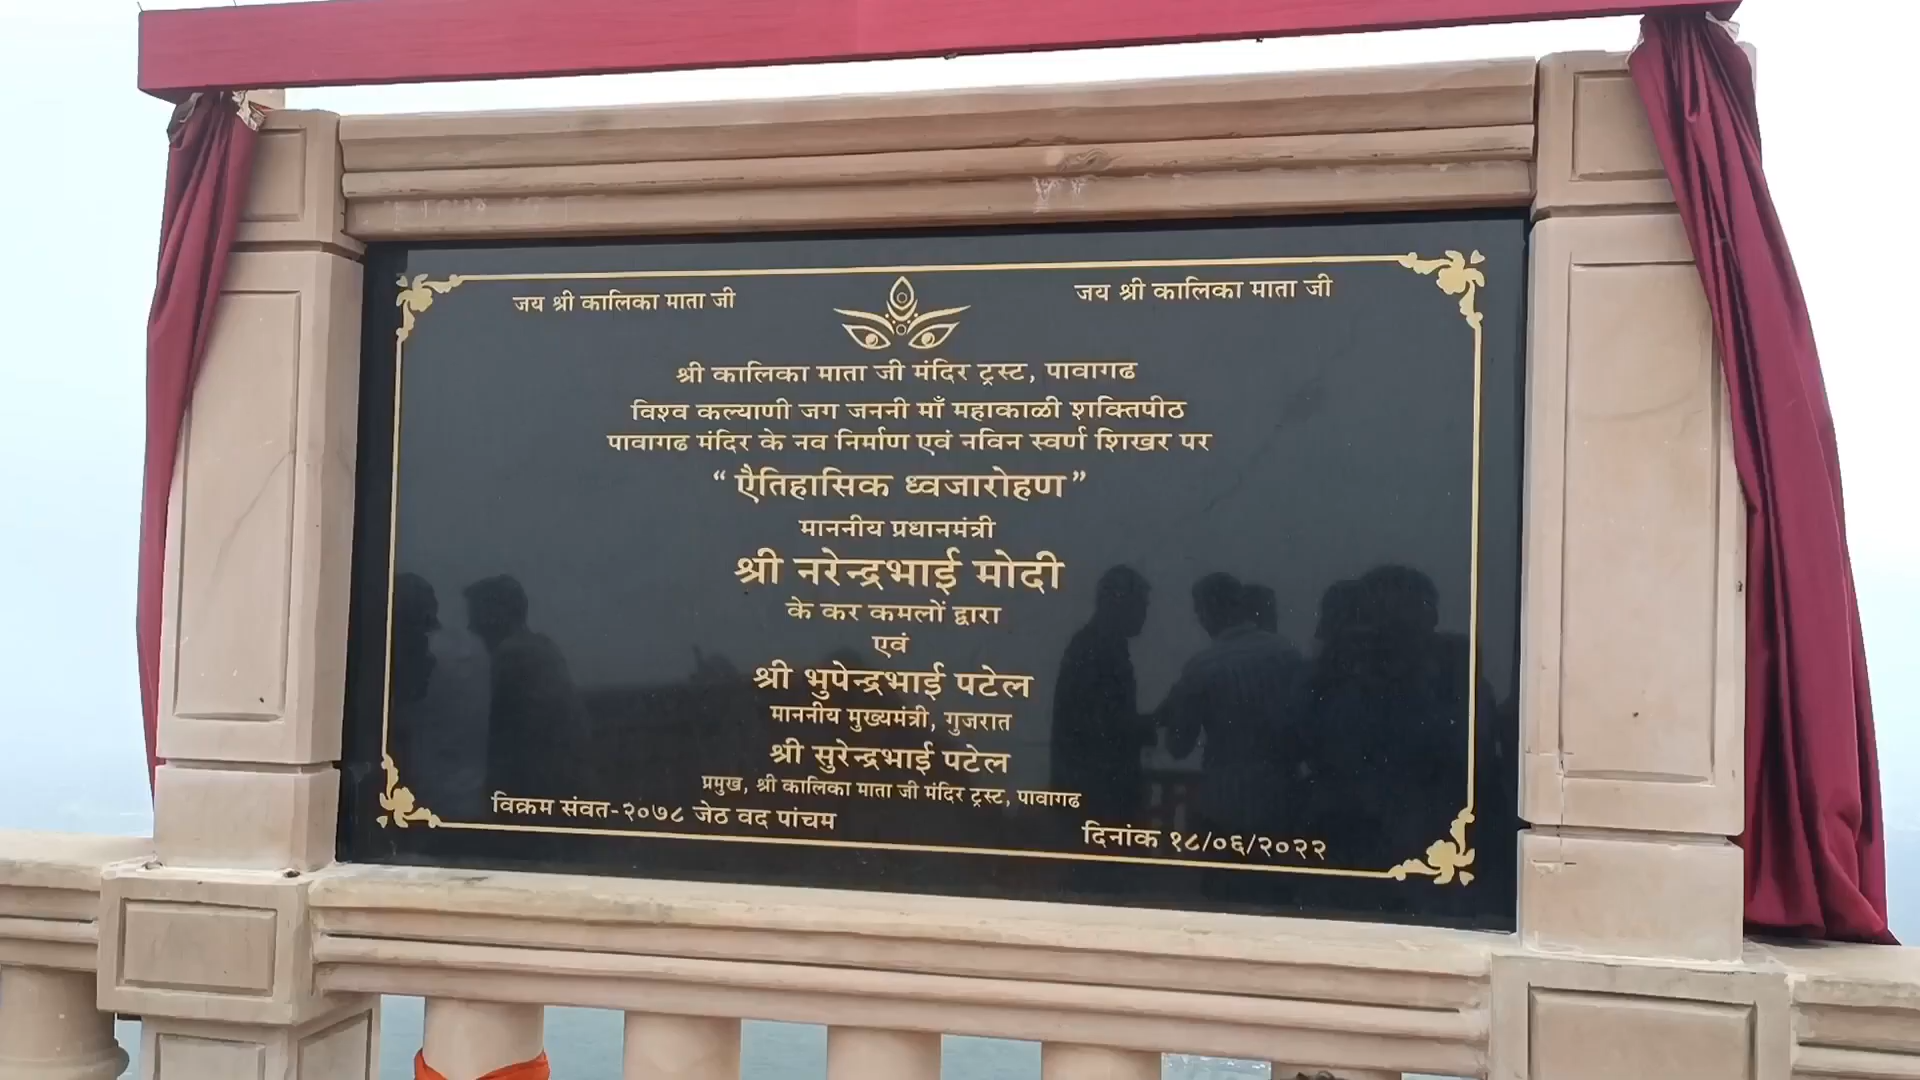 जय श्री कालिका माता जी
जय श्री कालिका माता जी
श्री कालिका माता जी मंदिर ट्रस्ट, पावागढ
विश्व कल्याणी जग जननी माँ महाकाळी शक्तिपीठ
पावागढ मंदिर के नव निर्माण एवं नविन स्वर्ण शिखर पर
“ ऐतिहासिक ध्वजारोहण ”
माननीय प्रधानमंत्री
श्री नरेन्द्रभाई मोदी
के कर कमलों द्वारा
एवं
श्री भुपेन्द्रभाई पटेल
माननीय मुख्यमंत्री, गुजरात
श्री सुरेन्द्रभाई पटेल
प्रमुख, श्री कालिका माता जी मंदिर ट्रस्ट, पावागढ
विक्रम संवत-२०७८ जेठ वद पांचम
दिनांक १८/०६/२०२२